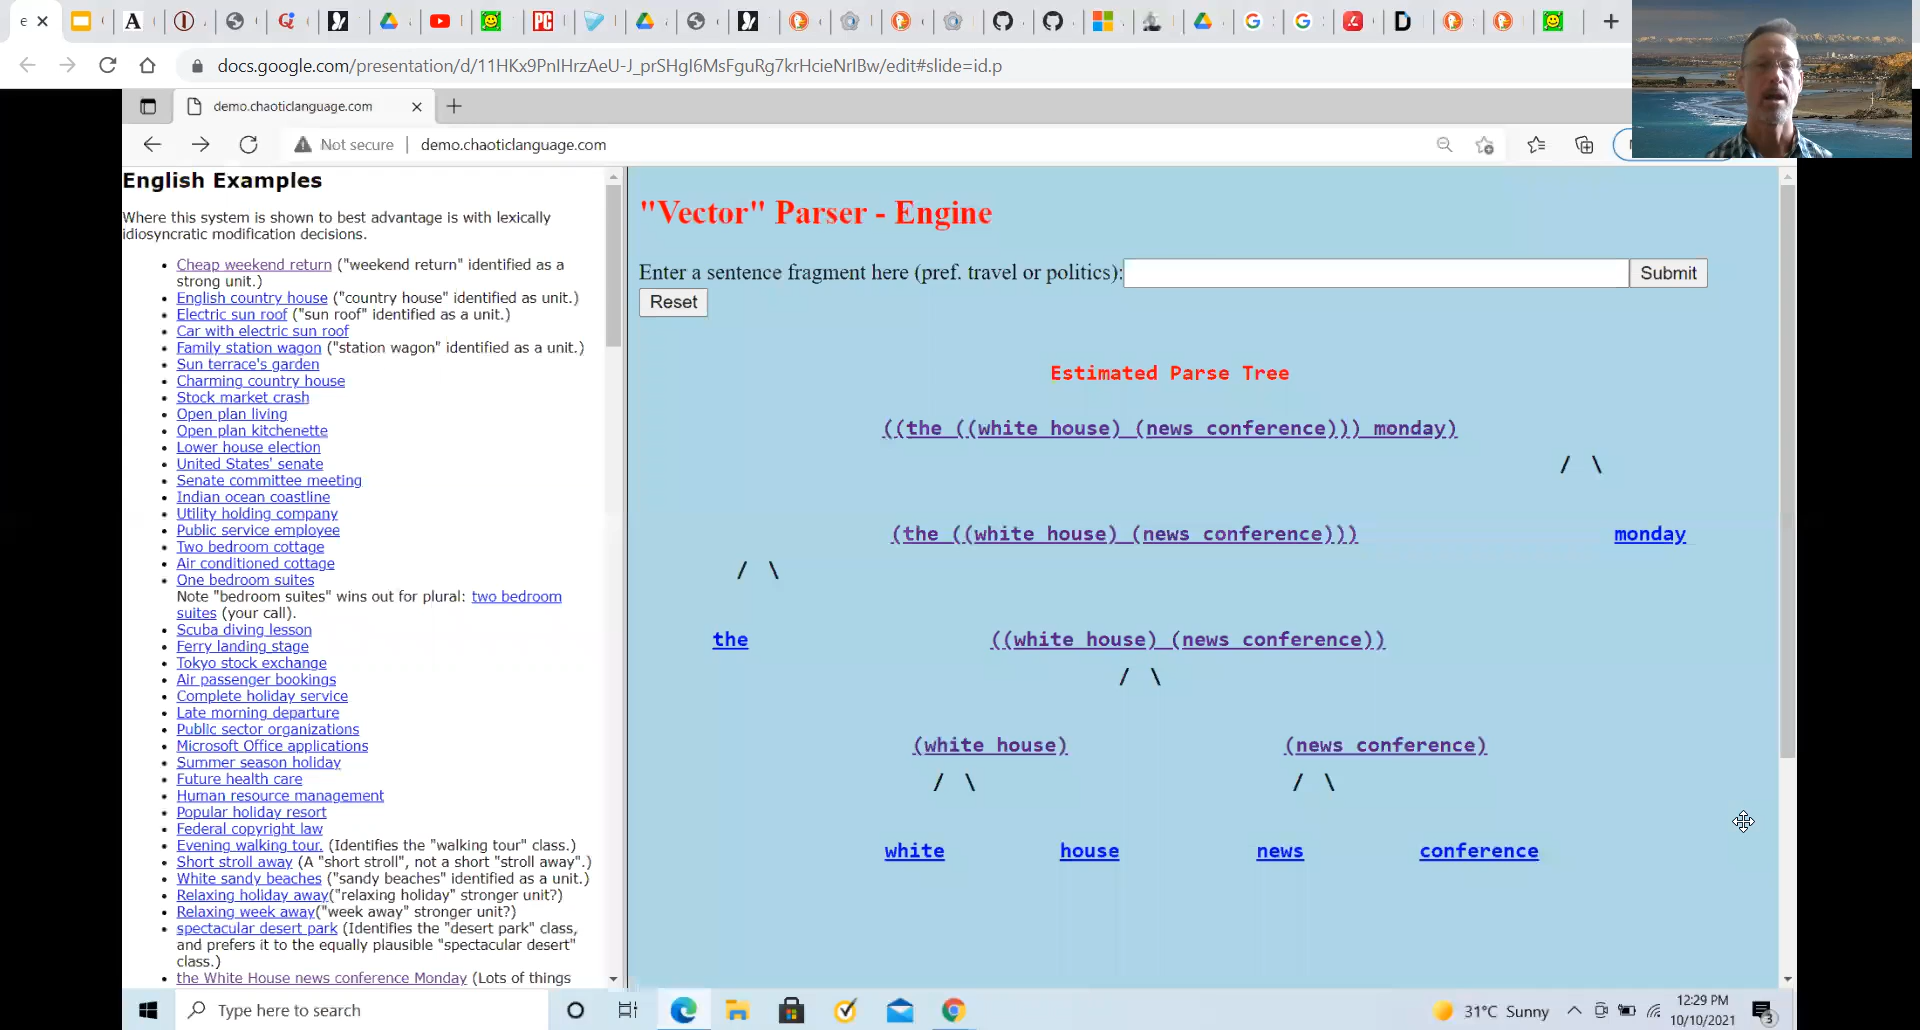 docs.google.com/presentation/d/11HKx9PnIHrzAeU-J_prSHgI6MsFguRg7krHcieNrIBw/edit#slide=id.p
demo.chaoticlanguage.com
Not secure
demo.chaoticlanguage.com
English Examples
Where this system is shown to best advantage is with lexically
idiosyncratic modification decisions.
Cheap weekend return ("weekend return" identified as a
strong unit.)
English country house ("country house" identified as unit.)
Electric sun roof ("sun roof" identified as a unit.)
Car with electric sun roof
Family station wagon ("station wagon" identified as a unit.)
Sun terrace's garden
Charming country house
Stock market crash
Open plan living
Open plan kitchenette
Lower house election
United States' senate
Senate committee meeting
Indian ocean coastline
Utility holding company
Public service employee
Two bedroom cottage
Air conditioned cottage
One bedroom suites
Note "bedroom suites" wins out for plural: two bedroom
suites (your call).
Scuba diving lesson
Ferry landing stage
Tokyo stock exchange
Air passenger bookings
Complete holiday service
Late morning departure
Public sector organizations
Microsoft Office applications
Summer season holiday
Future health care
Human resource management
Popular holiday resort
Federal copyright law
Evening walking tour. (Identifies the "walking tour" class.)
Short stroll away (A "short stroll", not a short "stroll away".)
White sandy beaches ("sandy beaches" identified as a unit.)
Relaxing holiday away("relaxing holiday" stronger unit?)
Relaxing week away("week away" stronger unit?)
spectacular desert park (Identifies the "desert park" class,
and prefers it to the equally plausible "spectacular desert"
class.)
the White House news conference Monday (Lots of things
"Vector" Parser - Engine
Enter a sentence fragment here (pref. travel or politics):
Submit
Reset
Estimated Parse Tree
((the ((white house) (news conference))) monday)
/ \
(the ((white house) (news conference))) monday
/ \
the ((white house) (news conference))
/ \
(white house) (news conference)
/ \ / \
white house news conference
Type here to search
31°C Sunny
12:29 PM
10/10/2021
3